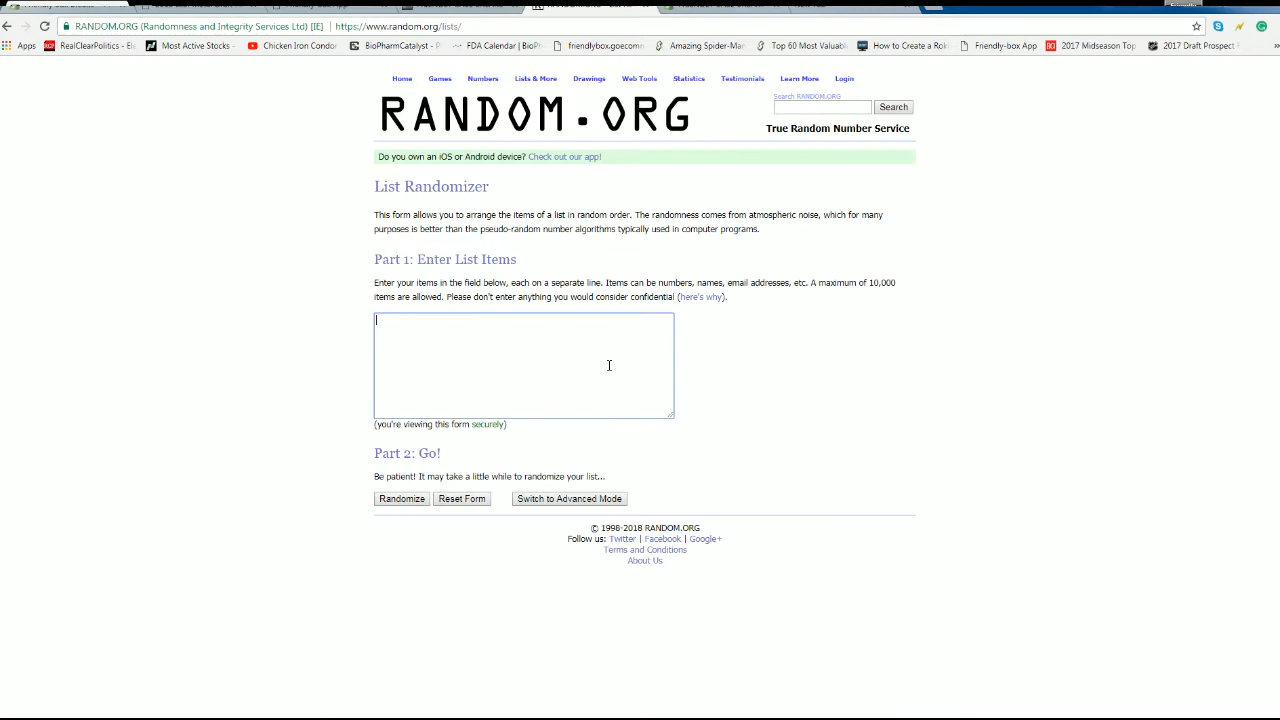 RANDOM.ORG (Randomness and Integrity Services Ltd) [IE] https://www.random.org/lists/
Apps RealClearPolitics - Ele Most Active Stocks - Chicken Iron Condor BioPharmCatalyst - P FDA Calendar | BioPh friendlybox.goecomm Amazing Spider-Man Top 60 Most Valuab How to Create a Rok Friendly-box App 2017 Midseason Top 2017 Draft Prospect
Home Games Numbers Lists & More Drawings Web Tools Statistics Testimonials Learn More Login
RANDOM.ORG
Search RANDOM.ORG
Search
True Random Number Service
Do you own an iOS or Android device? Check out our app!
List Randomizer
This form allows you to arrange the items of a list in random order. The randomness comes from atmospheric noise, which for many
purposes is better than the pseudo-random number algorithms typically used in computer programs.
Part 1: Enter List Items
Enter your items in the field below, each on a separate line. Items can be numbers, names, email addresses, etc. A maximum of 10,000
items are allowed. Please don't enter anything you would consider confidential (here's why).
(you're viewing this form securely)
Part 2: Go!
Be patient! It may take a little while to randomize your list...
Randomize Reset Form Switch to Advanced Mode
© 1998-2018 RANDOM.ORG
Follow us: Twitter | Facebook | Google+
Terms and Conditions
About Us